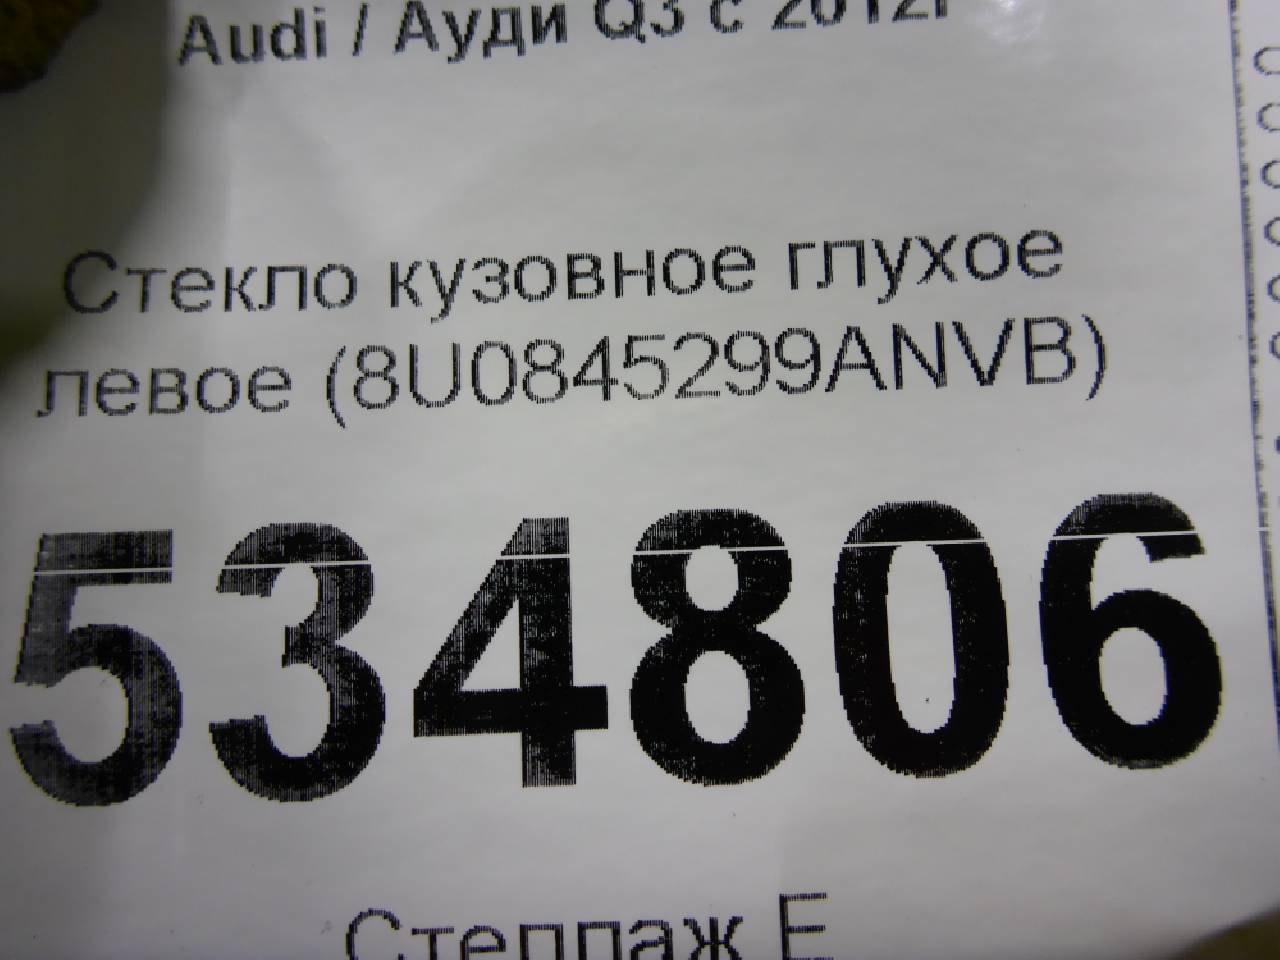 Audi / Ауди Q3 с 2012г
Стекло кузовное глухое
левое (8U0845299ANVB)
534806
Стеллаж Е